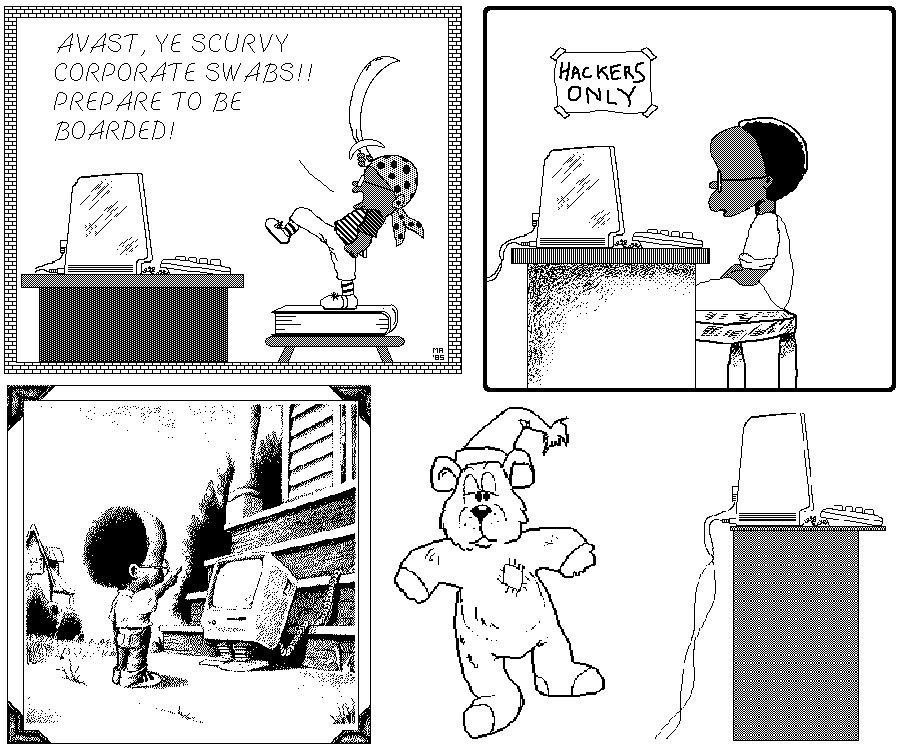 AVAST, YE SCURVY
CORPORATE SWABS!!
PREPARE TO BE
BOARDED!
MA
'85
HACKERS
ONLY